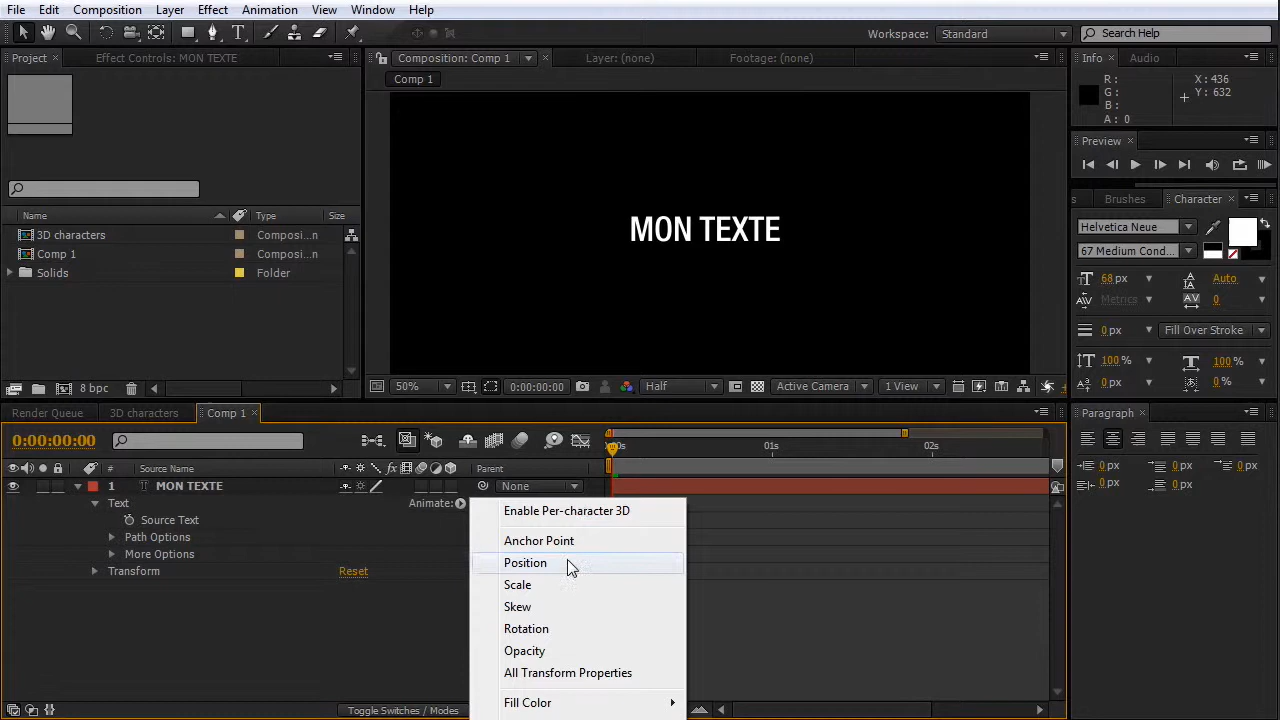 File Edit Composition Layer Effect Animation View Window Help
Workspace: Standard Search Help
Project Effect Controls: MON TEXTE Composition: Comp 1 Layer: (none) Footage: (none) Info Audio
Comp 1
R: X: 436
G: Y: 632
B:
A: 0
MON TEXTE
Preview
Brushes Character
Name Type Size
3D characters Composi...n
Comp 1 Composi...n
Solids Folder
Helvetica Neue
67 Medium Cond...
68 px Auto
Metrics 0
0 px Fill Over Stroke
100 % 100 %
0 px 0 %
8 bpc 50% 0:00:00:00 Half Active Camera 1 View
Render Queue 3D characters Comp 1 Paragraph
0:00:00:00 01s 02s
# Source Name Parent
1 MON TEXTE None
Text Animate:
Source Text
Path Options
More Options
Transform Reset
Enable Per-character 3D
Anchor Point
Position
Scale
Skew
Rotation
Opacity
All Transform Properties
Fill Color
0 px 0 px 0 px
0 px 0 px
Toggle Switches / Modes